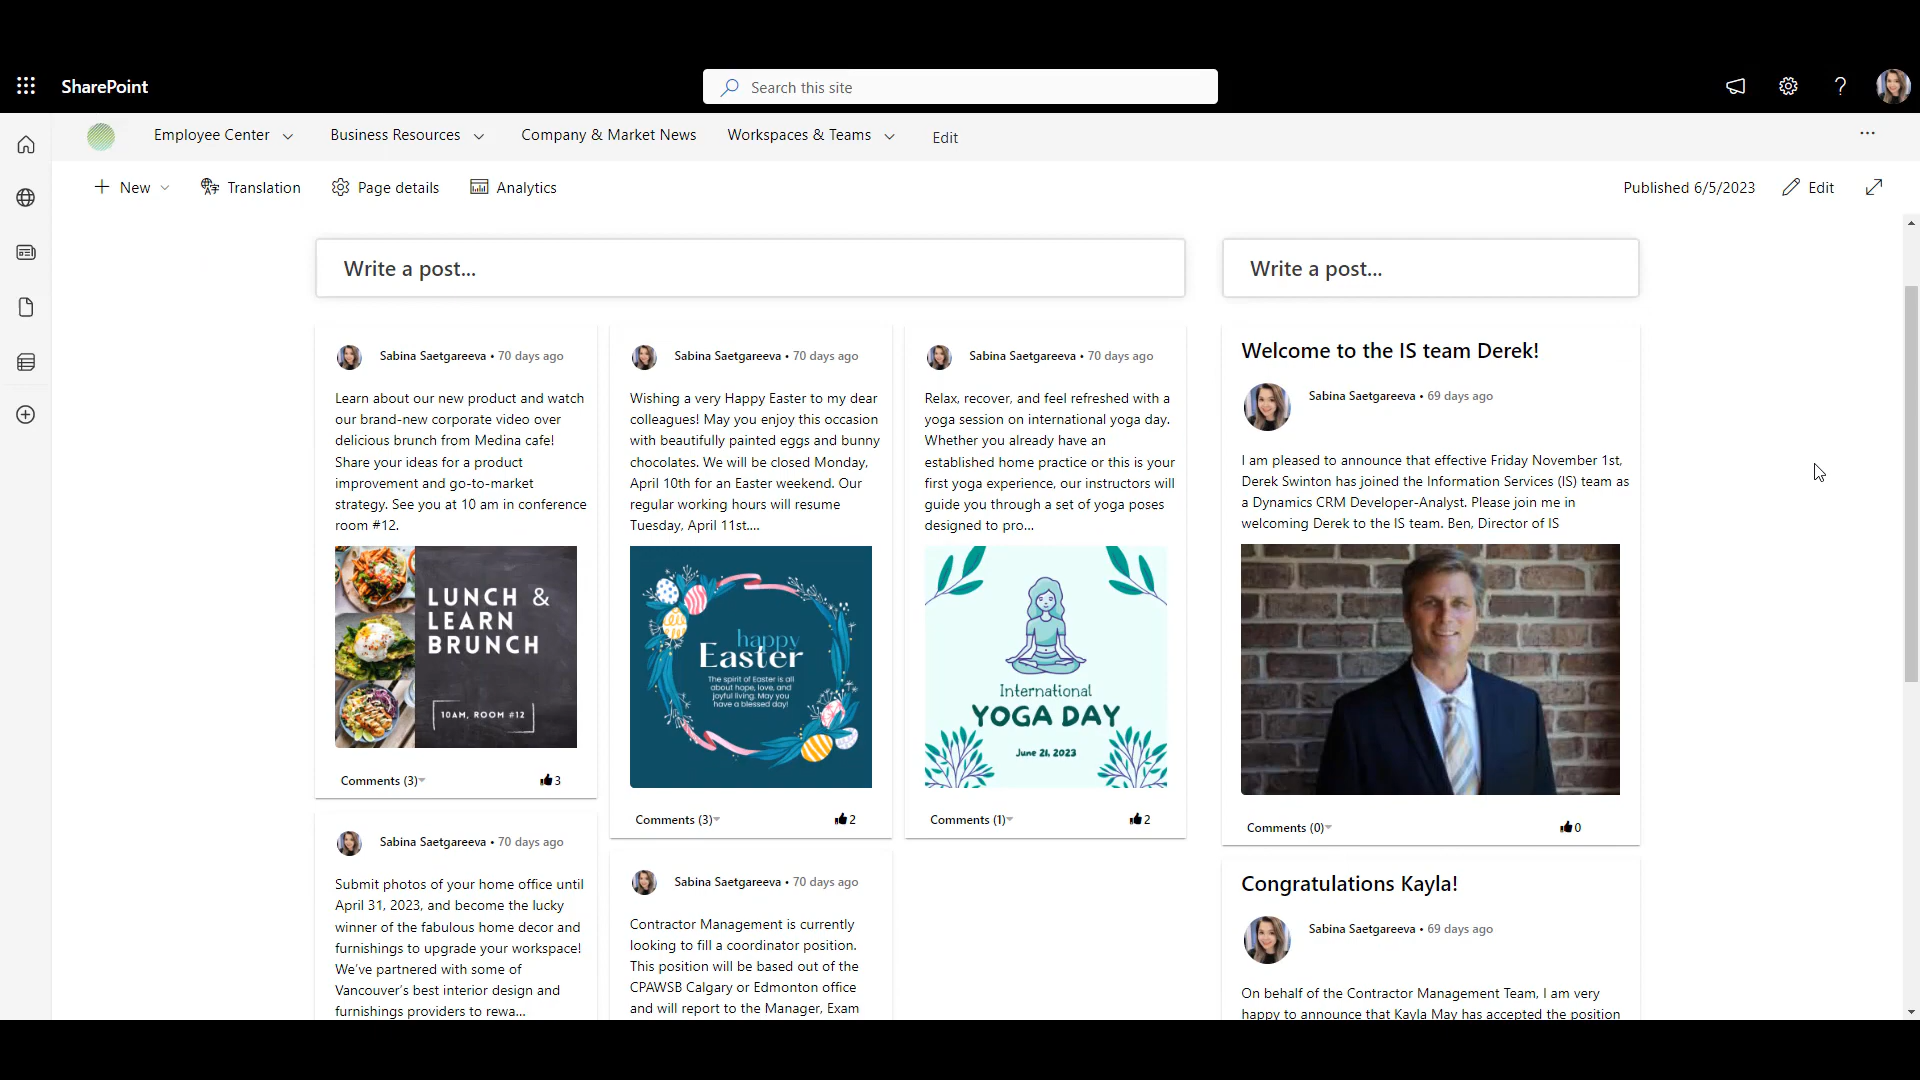 SharePoint
Search this site
Employee Center
Business Resources
Company & Market News
Workspaces & Teams
Edit
New
Translation
Page details
Analytics
Published 6/5/2023
Edit
Write a post...
Write a post...
Sabina Saetgareeva • 70 days ago
Learn about our new product and watch
our brand-new corporate video over
delicious brunch from Medina cafe!
Share your ideas for a product
improvement and go-to-market
strategy. See you at 10 am in conference
room #12.
LUNCH &
LEARN
BRUNCH
10AM, ROOM #12
Comments (3)
3
Sabina Saetgareeva • 70 days ago
Submit photos of your home office until
April 31, 2023, and become the lucky
winner of the fabulous home decor and
furnishings to upgrade your workspace!
We've partnered with some of
Vancouver's best interior design and
furnishings providers to rewa...
Sabina Saetgareeva • 70 days ago
Wishing a very Happy Easter to my dear
colleagues! May you enjoy this occasion
with beautifully painted eggs and bunny
chocolates. We will be closed Monday,
April 10th for an Easter weekend. Our
regular working hours will resume
Tuesday, April 11st....
happy
Easter
The spirit of Easter is all
about hope, love, and
joyful living. May you
have a blessed day!
Comments (3)
2
Sabina Saetgareeva • 70 days ago
Contractor Management is currently
looking to fill a coordinator position.
This position will be based out of the
CPAWSB Calgary or Edmonton office
and will report to the Manager, Exam
Sabina Saetgareeva • 70 days ago
Relax, recover, and feel refreshed with a
yoga session on international yoga day.
Whether you already have an
established home practice or this is your
first yoga experience, our instructors will
guide you through a set of yoga poses
designed to pro...
International
YOGA DAY
June 21, 2023
Comments (1)
2
Welcome to the IS team Derek!
Sabina Saetgareeva • 69 days ago
I am pleased to announce that effective Friday November 1st,
Derek Swinton has joined the Information Services (IS) team as
a Dynamics CRM Developer-Analyst. Please join me in
welcoming Derek to the IS team. Ben, Director of IS
Comments (0)
0
Congratulations Kayla!
Sabina Saetgareeva • 69 days ago
On behalf of the Contractor Management Team, I am very
happy to announce that Kayla May has accepted the position